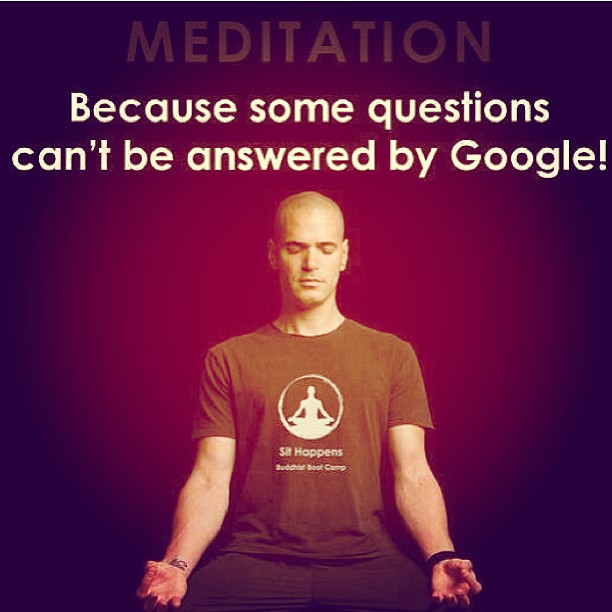 MEDITATION
Because some questions
can't be answered by Google!
Sit Happens
Buddhist Boot Camp